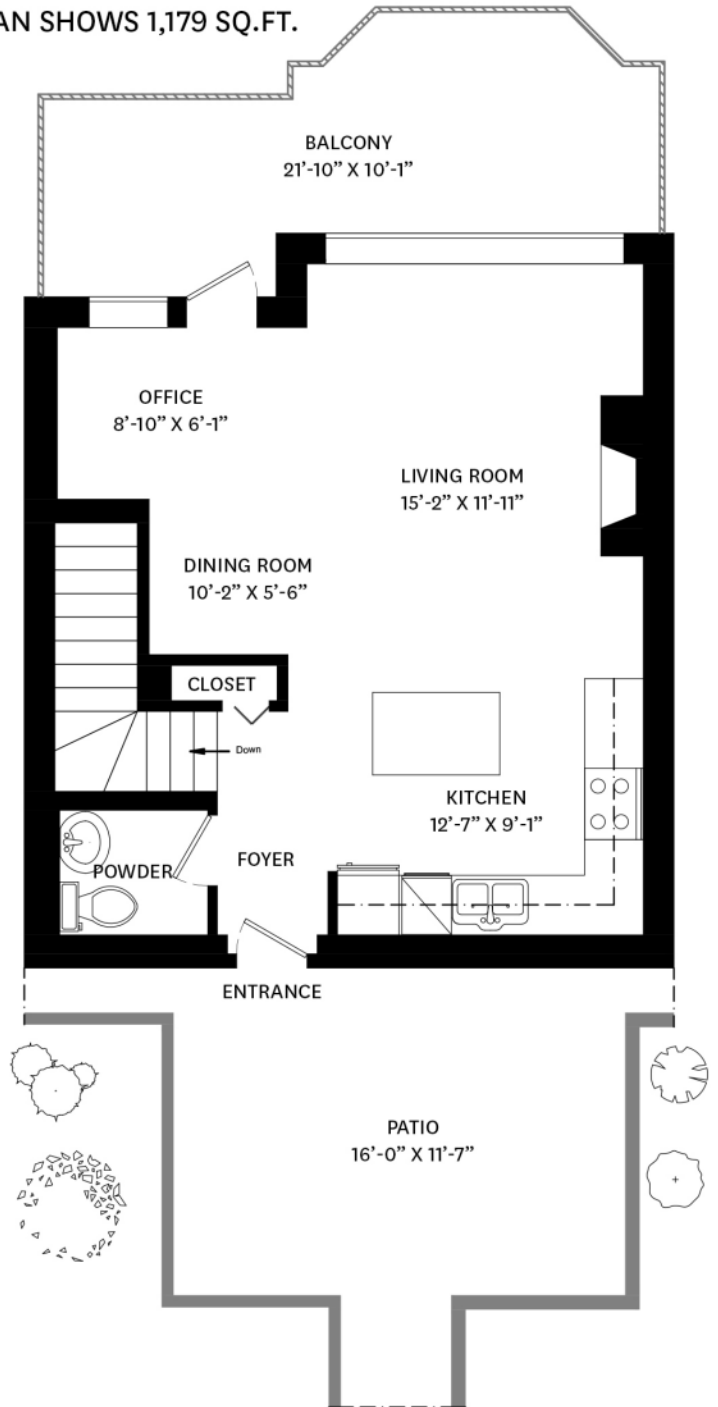 AN SHOWS 1,179 SQ.FT.
BALCONY
21’-10” X 10’-1”
OFFICE
8’-10” X 6’-1”
LIVING ROOM
15’-2” X 11’-11”
DINING ROOM
10’-2” X 5’-6”
CLOSET
Down
KITCHEN
12’-7” X 9’-1”
POWDER
FOYER
ENTRANCE
PATIO
16’-0” X 11’-7”